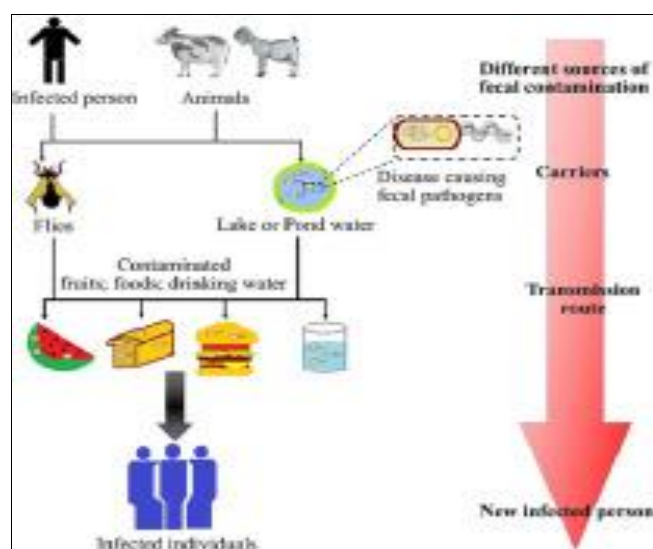 Infected person
Animals
Different sources of
fecal contamination
Disease causing
fecal pathogens
Carriers
Flies
Lake or Pond water
Contaminated
fruits; foods; drinking water
Transmission
route
Infected individuals
New infected person